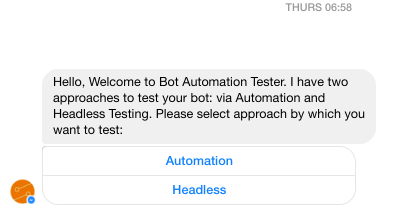 THURS 06:58
Hello, Welcome to Bot Automation Tester. I have two
approaches to test your bot: via Automation and
Headless Testing. Please select approach by which you
want to test:
Automation
Headless